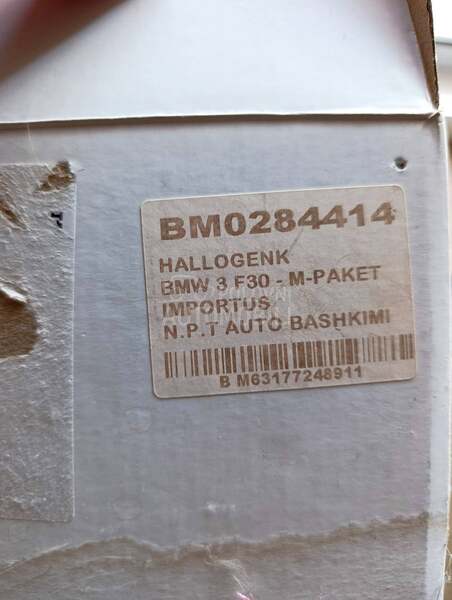 BM0284414
HALLOGENK
BMW 3 F30 - M-PAKET
IMPORTUS
N.P.T AUTO BASHKIMI
B M63177248911